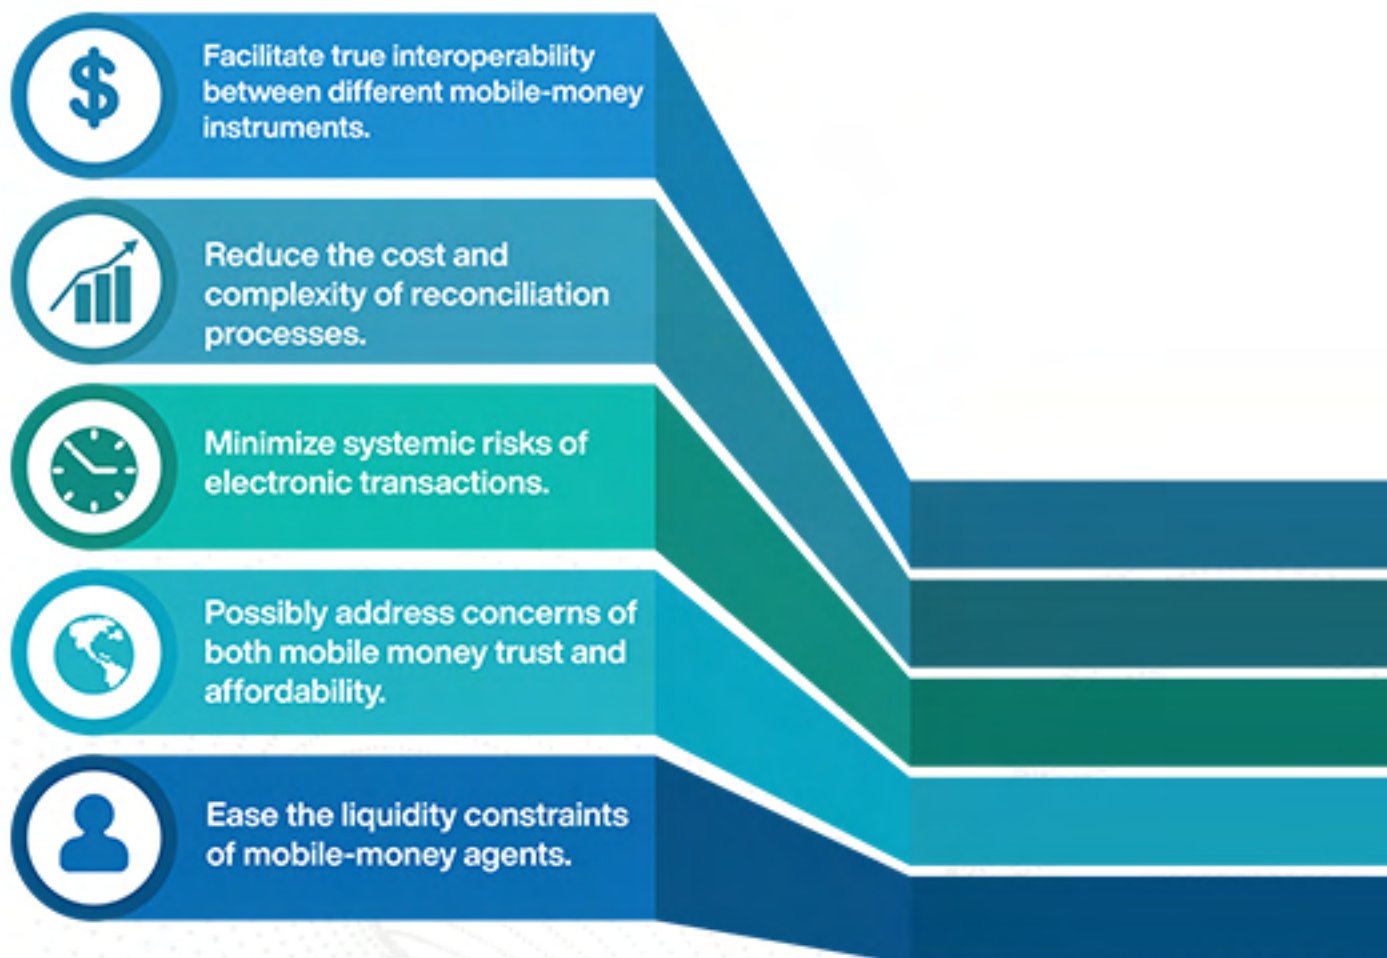 Facilitate true interoperability
between different mobile-money
instruments.
Reduce the cost and
complexity of reconciliation
processes.
Minimize systemic risks of
electronic transactions.
Possibly address concerns of
both mobile money trust and
affordability.
Ease the liquidity constraints
of mobile-money agents.